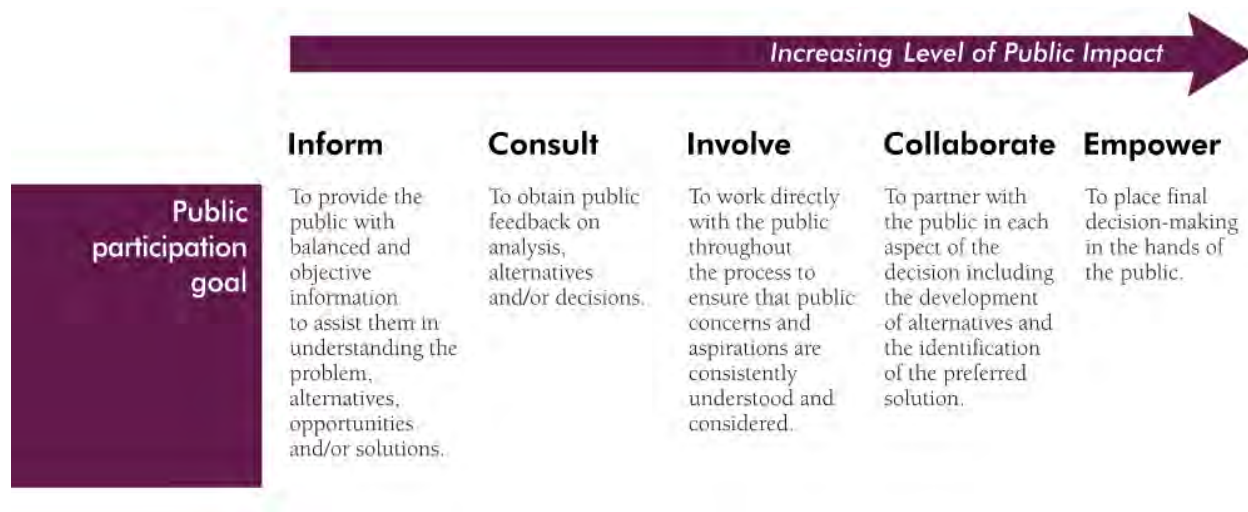 Increasing Level of Public Impact
Inform
Consult
Involve
Collaborate
Empower
Public
participation
goal
To provide the
public with
balanced and
objective
information
to assist them in
understanding the
problem,
alternatives,
opportunities
and/or solutions.
To obtain public
feedback on
analysis,
alternatives
and/or decisions.
To work directly
with the public
throughout
the process to
ensure that public
concerns and
aspirations are
consistently
understood and
considered.
To partner with
the public in each
aspect of the
decision including
the development
of alternatives and
the identification
of the preferred
solution.
To place final
decision-making
in the hands of
the public.